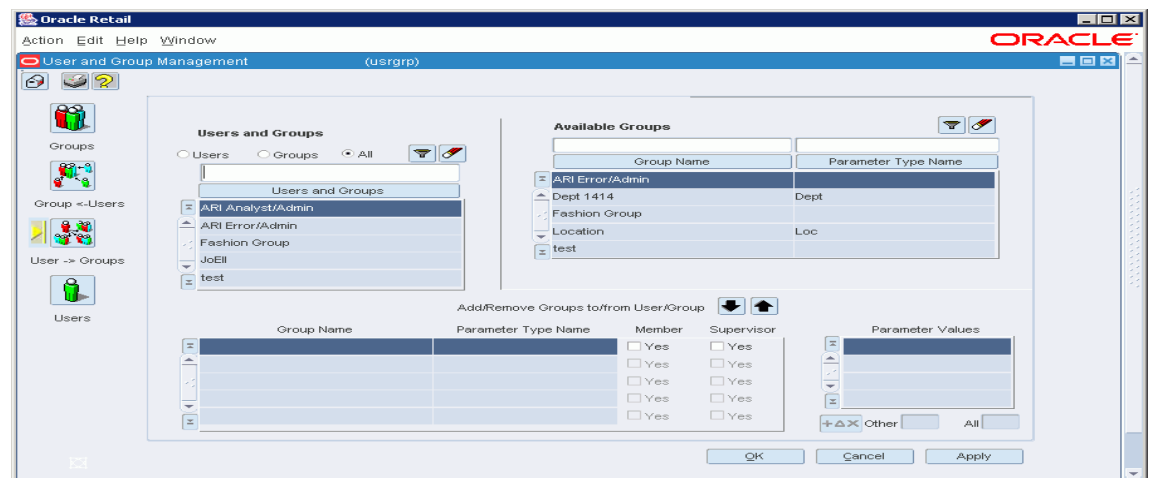 Oracle Retail
Action Edit Help Window
ORACLE
User and Group Management (usrgrp)
Groups
Group <-Users
User -> Groups
Users
Users and Groups
Users Groups All
Users and Groups
ARI Analyst/Admin
ARI Error/Admin
Fashion Group
JoEll
test
Available Groups
Group Name Parameter Type Name
ARI Error/Admin
Dept 1414 Dept
Fashion Group
Location Loc
test
Add/Remove Groups to/from User/Group
Group Name Parameter Type Name Member Supervisor Parameter Values
Yes Yes
Yes Yes
Yes Yes
Yes Yes
Yes Yes
Other All
OK Cancel Apply